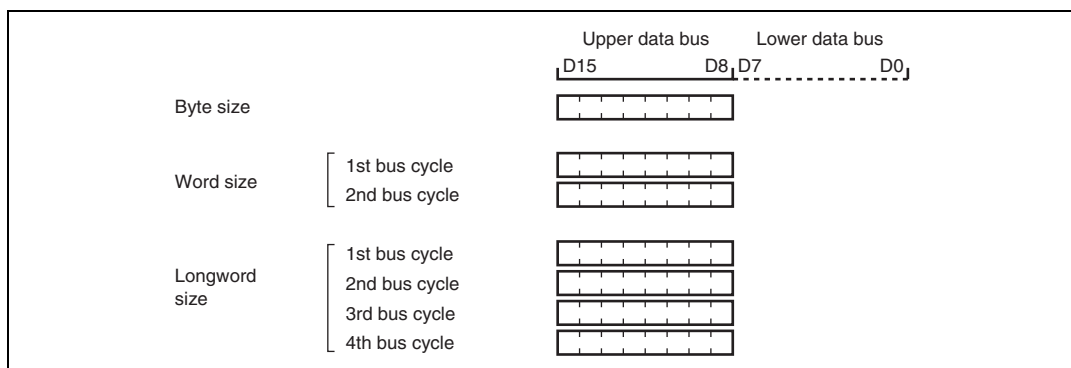 Upper data bus Lower data bus
D15 D8 D7 D0
Byte size
Word size
1st bus cycle
2nd bus cycle
Longword
size
1st bus cycle
2nd bus cycle
3rd bus cycle
4th bus cycle